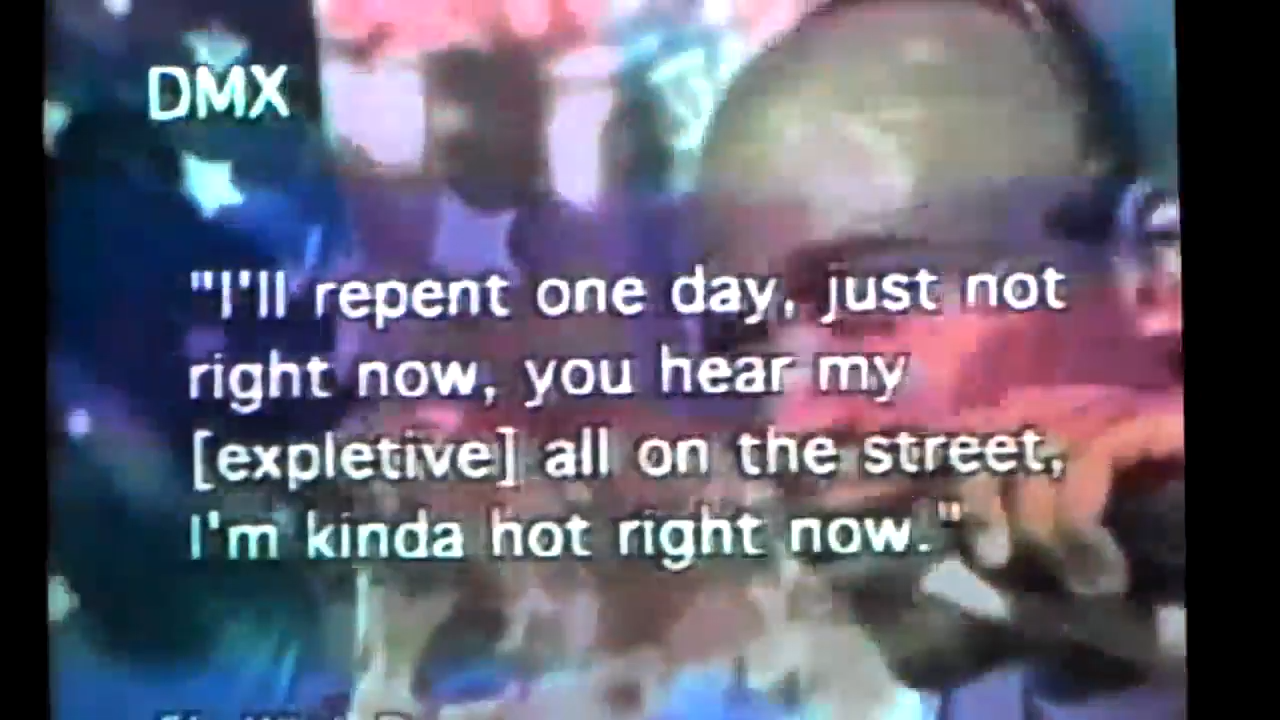 DMX
"I'll repent one day, just not
right now, you hear my
[expletive] all on the street,
I'm kinda hot right now."